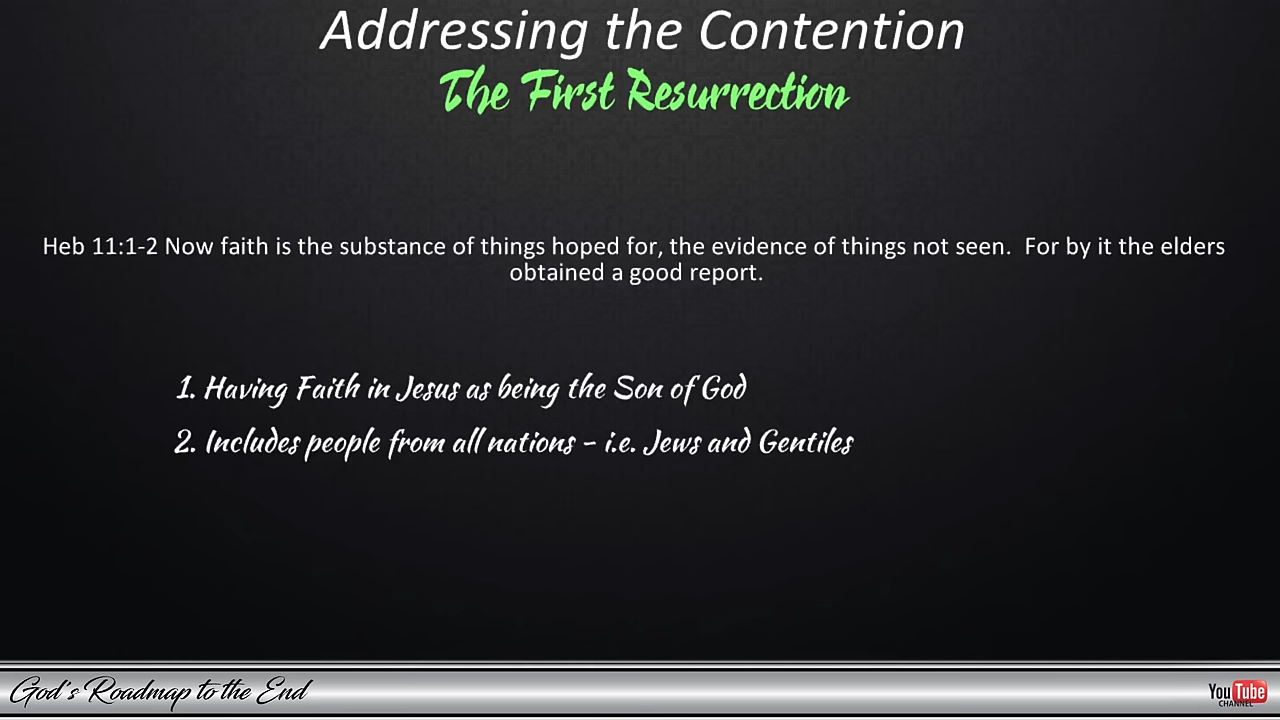 Addressing the Contention
The First Resurrection
Heb 11:1-2 Now faith is the substance of things hoped for, the evidence of things not seen.  For by it the elders
obtained a good report.
1. Having Faith in Jesus as being the Son of God
2. Includes people from all nations – i.e. Jews and Gentiles
God's Roadmap to the End
YouTube
CHANNEL